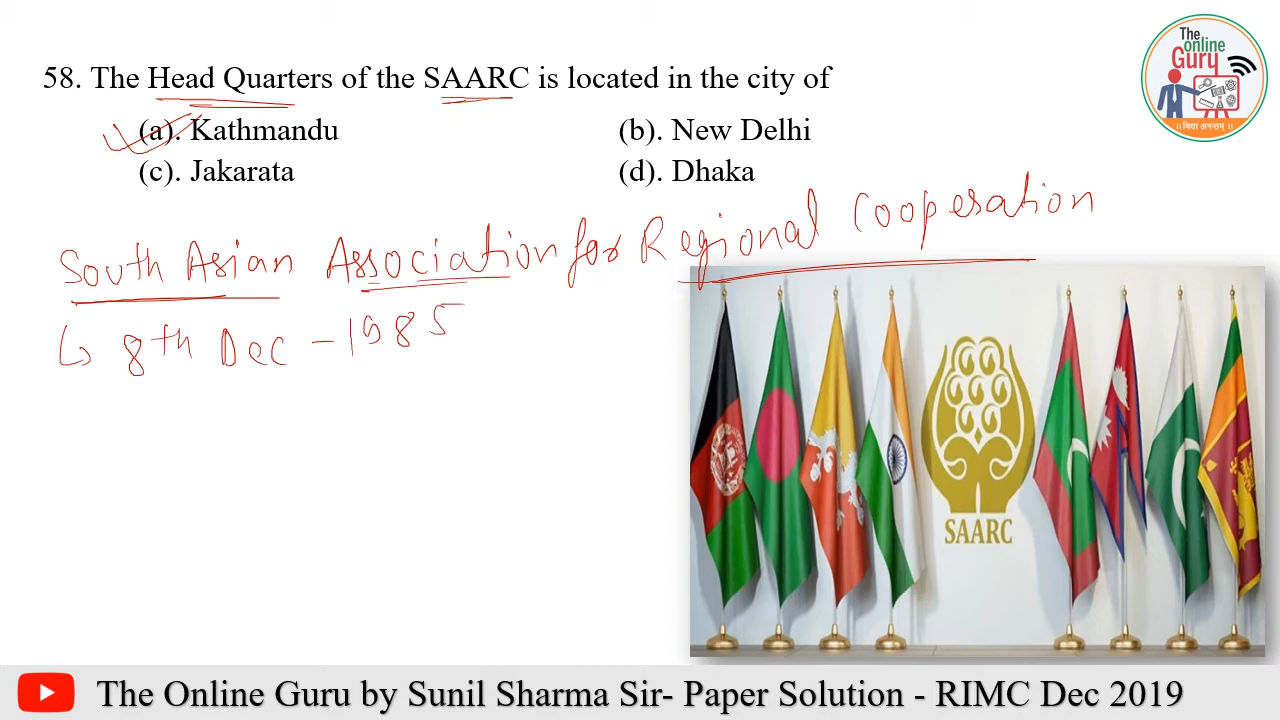 The
online
Guru
।। विद्या अनन्तम् ।।
58. The Head Quarters of the SAARC is located in the city of
(a). Kathmandu (b). New Delhi
(c). Jakarata (d). Dhaka
South Asian Association for Regional Cooperation
↳ 8th Dec - 1985
SAARC
The Online Guru by Sunil Sharma Sir- Paper Solution - RIMC Dec 2019